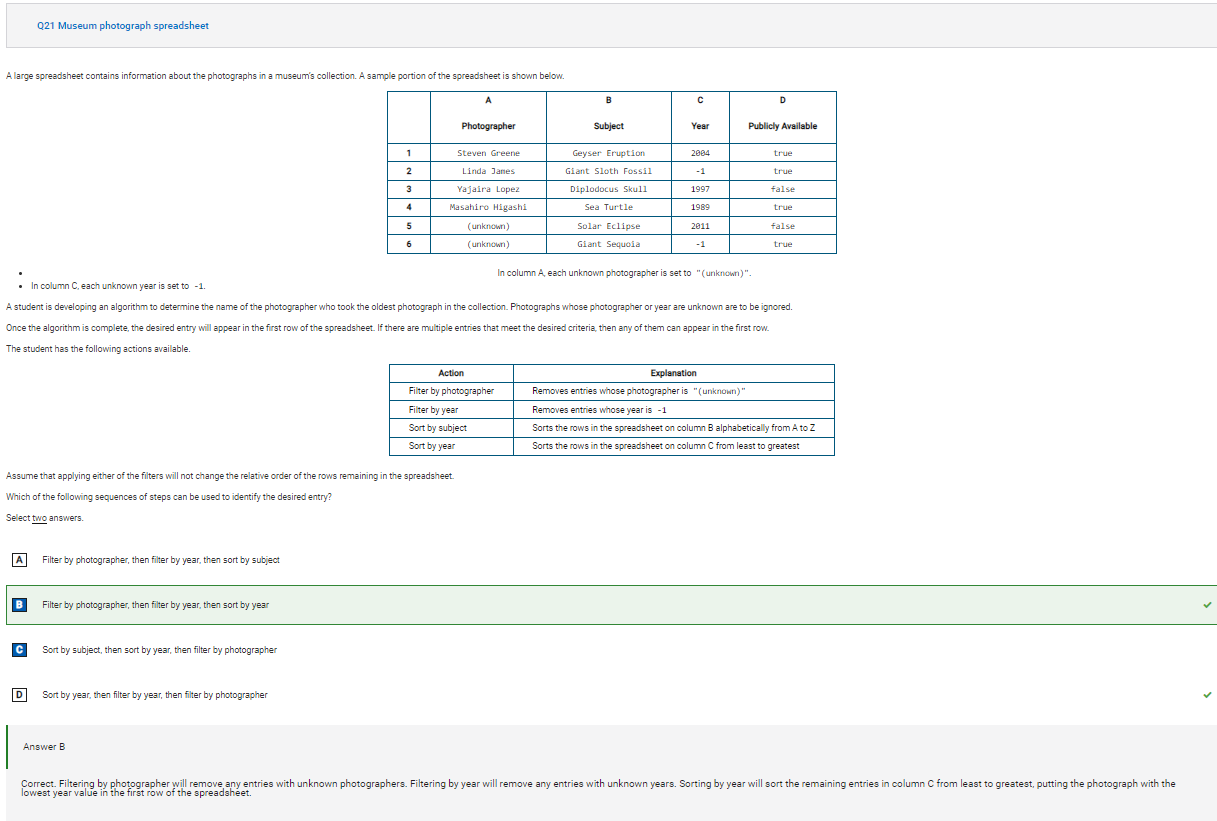 Q21 Museum photograph spreadsheet
A large spreadsheet contains information about the photographs in a museum's collection. A sample portion of the spreadsheet is shown below.
A B C D
Photographer Subject Year Publicly Available
1 Steven Greene Geyser Eruption 2004 true
2 Linda James Giant Sloth Fossil -1 true
3 Yajaira Lopez Diplodocus Skull 1997 false
4 Masahiro Higashi Sea Turtle 1989 true
5 (unknown) Solar Eclipse 2011 false
6 (unknown) Giant Sequoia -1 true
• In column A, each unknown photographer is set to "(unknown)".
• In column C, each unknown year is set to -1.
A student is developing an algorithm to determine the name of the photographer who took the oldest photograph in the collection. Photographs whose photographer or year are unknown are to be ignored.
Once the algorithm is complete, the desired entry will appear in the first row of the spreadsheet. If there are multiple entries that meet the desired criteria, then any of them can appear in the first row.
The student has the following actions available.
Action Explanation
Filter by photographer Removes entries whose photographer is "(unknown)"
Filter by year Removes entries whose year is -1
Sort by subject Sorts the rows in the spreadsheet on column B alphabetically from A to Z
Sort by year Sorts the rows in the spreadsheet on column C from least to greatest
Assume that applying either of the filters will not change the relative order of the rows remaining in the spreadsheet.
Which of the following sequences of steps can be used to identify the desired entry?
Select two answers.
A Filter by photographer, then filter by year, then sort by subject
B Filter by photographer, then filter by year, then sort by year
C Sort by subject, then sort by year, then filter by photographer
D Sort by year, then filter by year, then filter by photographer
Answer B
Correct. Filtering by photographer will remove any entries with unknown photographers. Filtering by year will remove any entries with unknown years. Sorting by year will sort the remaining entries in column C from least to greatest, putting the photograph with the
lowest year value in the first row of the spreadsheet.